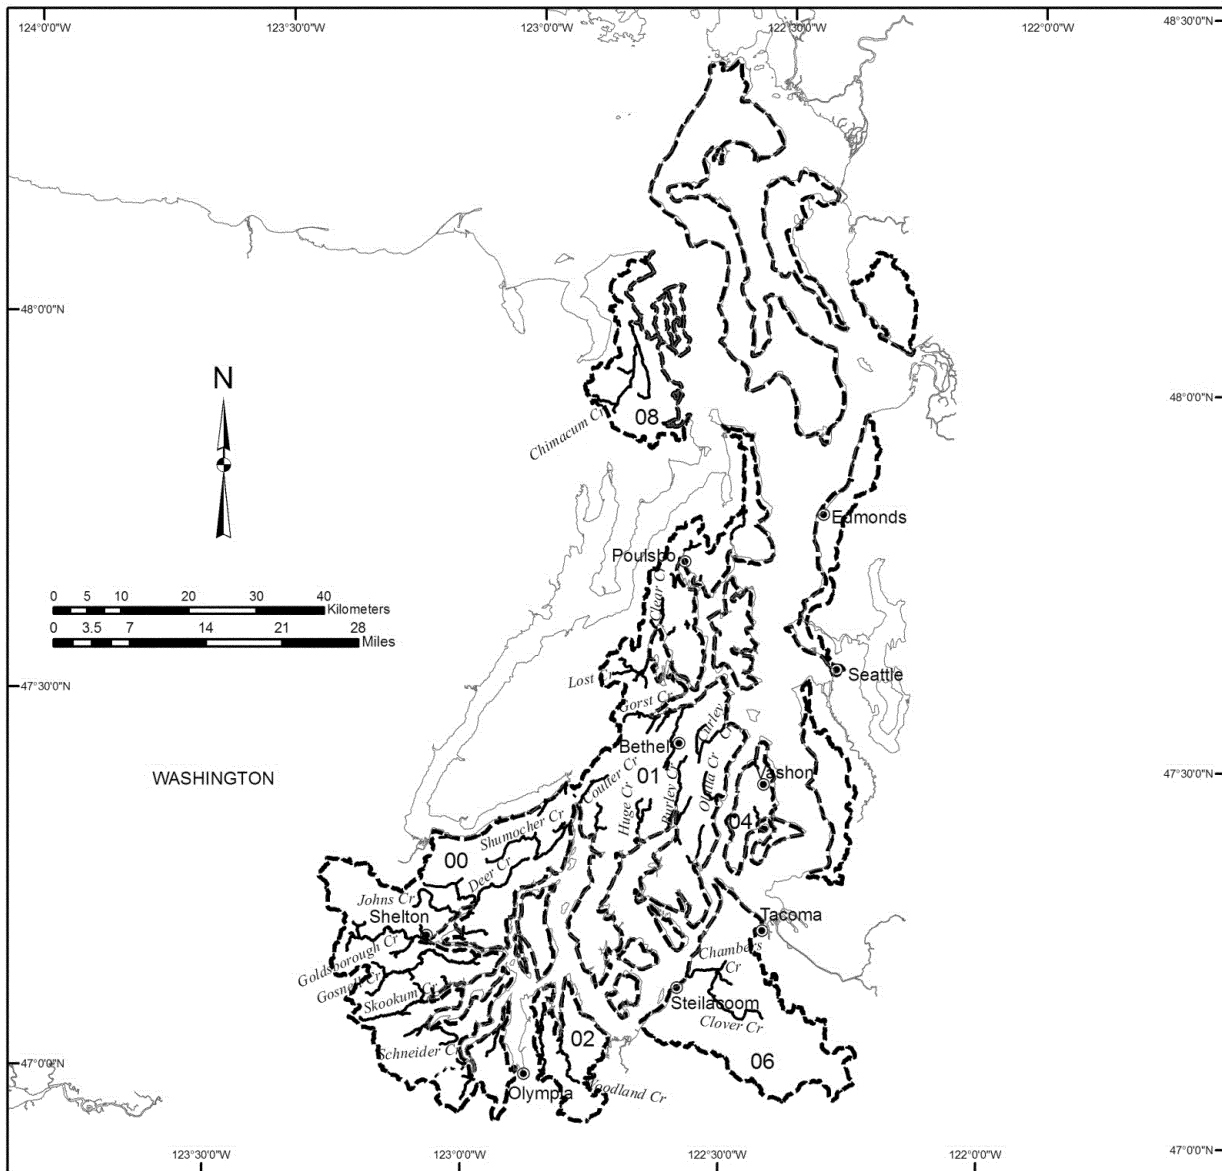 124°0'0"W
123°30'0"W
123°0'0"W
122°30'0"W
122°0'0"W
48°30'0"N
48°0'0"N
48°0'0"N
N
08
Chimacum Cr
Edmonds
Poulsbo
Clear Cr
0 5 10 20 30 40
Kilometers
0 3.5 7 14 21 28
Miles
Lost Cr
Seattle
47°30'0"N
Gorst Cr
Curley Cr
Bethel
WASHINGTON
01
Coulter Cr
Huge Cr
Burley Cr
Olalla Cr
Vashon
47°30'0"N
04
Shumocher Cr
00
Deer Cr
Johns Cr
Shelton
Tacoma
Goldsborough Cr
Gosnell Cr
Skookum Cr
Chambers
Cr
Steilacoom
Clover Cr
02
Schneider Cr
06
47°0'0"N
Olympia
Woodland Cr
123°30'0"W
123°0'0"W
122°30'0"W
122°0'0"W
47°0'0"N